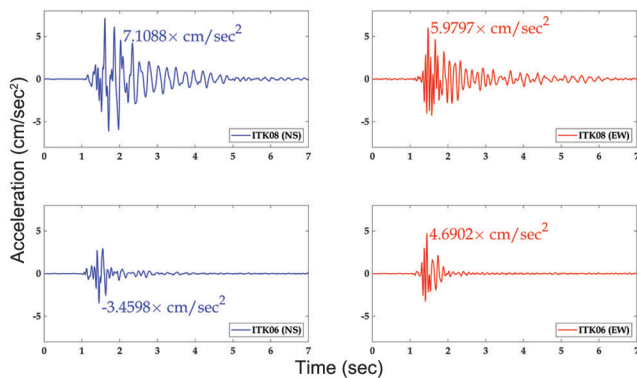 Acceleration (cm/sec²)
5
0
-5
7.1088× cm/sec²
ITK08 (NS)
0 1 2 3 4 5 6 7
5
0
-5
5.9797× cm/sec²
ITK08 (EW)
0 1 2 3 4 5 6 7
5
0
-5
-3.4598× cm/sec²
ITK06 (NS)
0 1 2 3 4 5 6 7
5
0
-5
4.6902× cm/sec²
ITK06 (EW)
0 1 2 3 4 5 6 7
Time (sec)